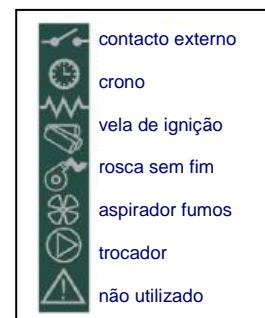 contacto externo
crono
vela de ignição
rosca sem fim
aspirador fumos
trocador
não utilizado